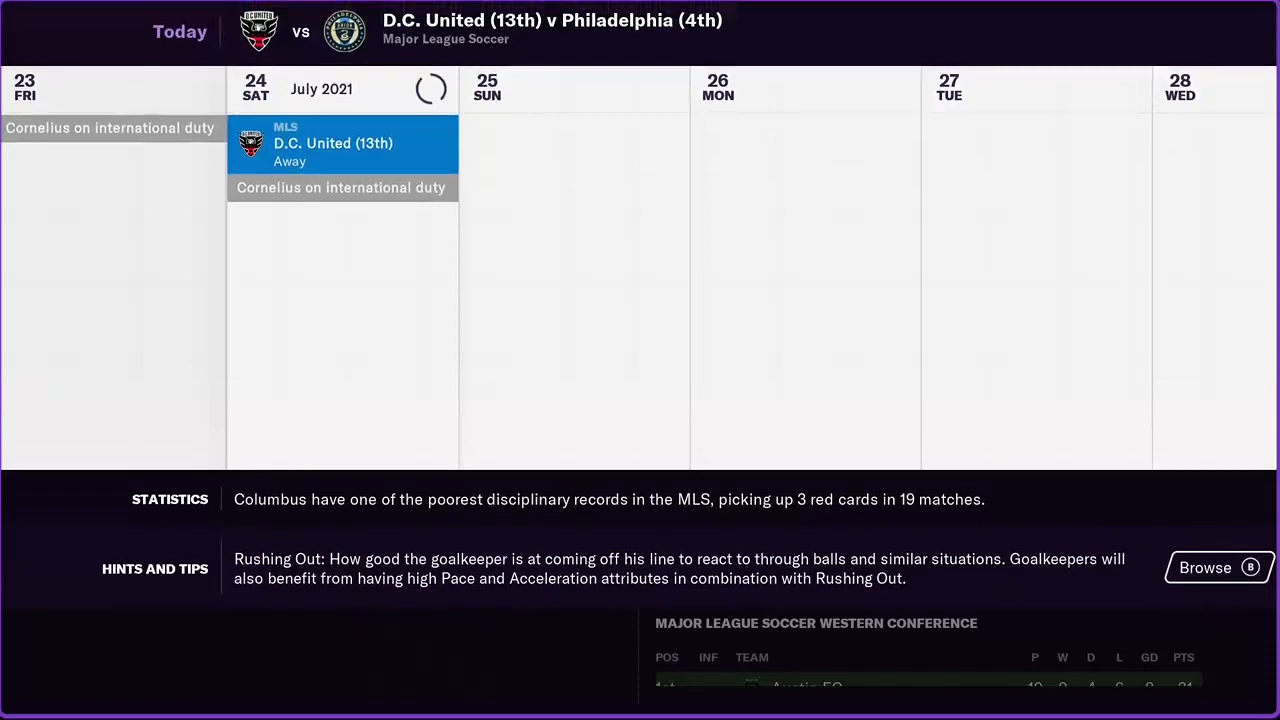 Today
VS
D.C. United (13th) v Philadelphia (4th)
Major League Soccer
23
FRI
24
SAT
July 2021
25
SUN
26
MON
27
TUE
28
WED
Cornelius on international duty
MLS
D.C. United (13th)
Away
Cornelius on international duty
STATISTICS
Columbus have one of the poorest disciplinary records in the MLS, picking up 3 red cards in 19 matches.
HINTS AND TIPS
Rushing Out: How good the goalkeeper is at coming off his line to react to through balls and similar situations. Goalkeepers will
also benefit from having high Pace and Acceleration attributes in combination with Rushing Out.
Browse B
MAJOR LEAGUE SOCCER WESTERN CONFERENCE
POS INF TEAM P W D L GD PTS
1st Austin FC